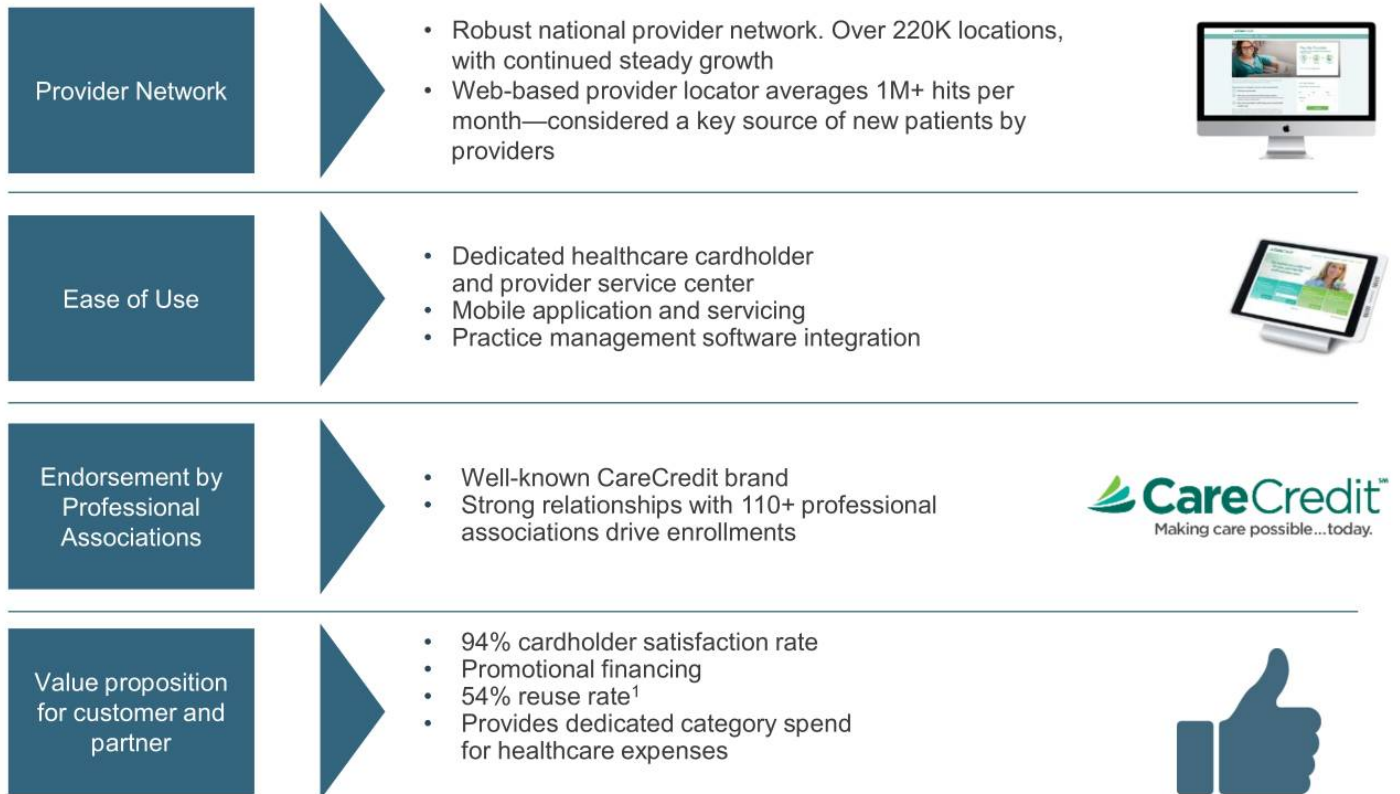 Provider Network
• Robust national provider network. Over 220K locations,
with continued steady growth
• Web-based provider locator averages 1M+ hits per
month—considered a key source of new patients by
providers
Ease of Use
• Dedicated healthcare cardholder
and provider service center
• Mobile application and servicing
• Practice management software integration
Endorsement by
Professional
Associations
• Well-known CareCredit brand
• Strong relationships with 110+ professional
associations drive enrollments
CareCredit℠
Making care possible...today.
Value proposition
for customer and
partner
• 94% cardholder satisfaction rate
• Promotional financing
• 54% reuse rate¹
• Provides dedicated category spend
for healthcare expenses